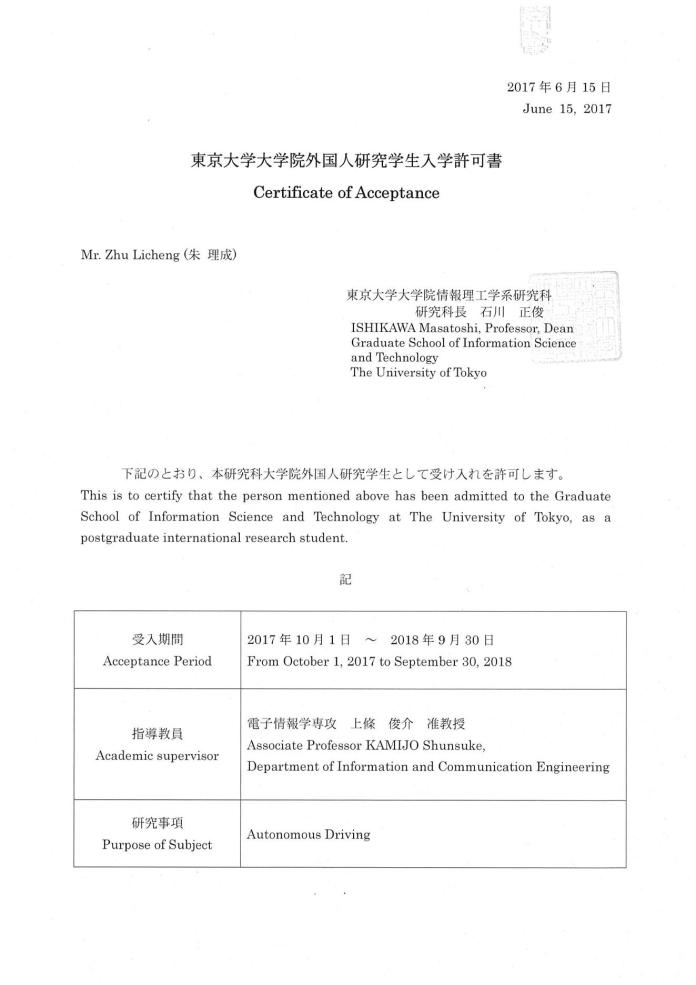 2017年6月15日
June 15, 2017
東京大学大学院外国人研究学生入学許可書
Certificate of Acceptance
Mr. Zhu Licheng (朱 理成)
東京大学大学院情報理工学系研究科
研究科長 石川 正俊
ISHIKAWA Masatoshi, Professor, Dean
Graduate School of Information Science
and Technology
The University of Tokyo
下記のとおり、本研究科大学院外国人研究学生として受け入れを許可します。
This is to certify that the person mentioned above has been admitted to the Graduate
School of Information Science and Technology at The University of Tokyo, as a
postgraduate international research student.
記
受入期間
Acceptance Period
2017年10月1日 ～ 2018年9月30日
From October 1, 2017 to September 30, 2018
指導教員
Academic supervisor
電子情報学専攻 上條 俊介 准教授
Associate Professor KAMIJO Shunsuke,
Department of Information and Communication Engineering
研究事項
Purpose of Subject
Autonomous Driving